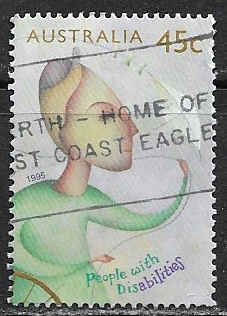 AUSTRALIA 45c
RTH - HOME OF
ST COAST EAGLE
1995
People with
Disabilities